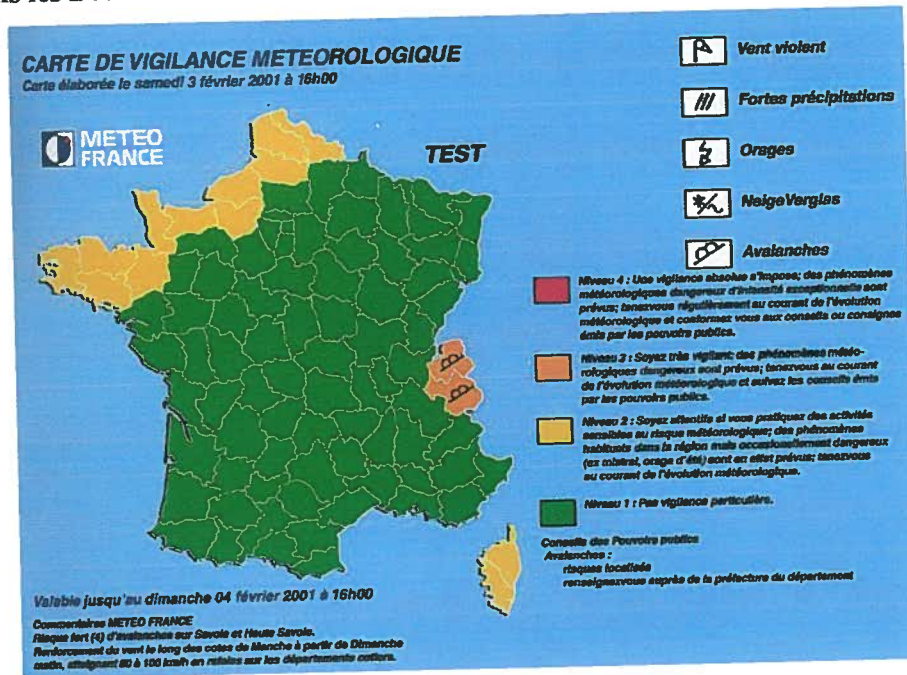 CARTE DE VIGILANCE METEOROLOGIQUE
Carte élaborée le samedi 3 février 2001 à 16h00
METEO
FRANCE
TEST
Vent violent
Fortes précipitations
Orages
NeigeVerglas
Avalanches
Niveau 4 : Une vigilance absolue s'impose; des phénomènes
météorologiques dangereux d'intensité exceptionnelle sont
prévus; tenezvous régulièrement au courant de l'évolution
météorologique et conformez vous aux conseils ou consignes
émis par les pouvoirs publics.
Niveau 3 : Soyez très vigilant; des phénomènes météo-
rologiques dangereux sont prévus; tenezvous au courant
de l'évolution météorologique et suivez les conseils émis
par les pouvoirs publics.
Niveau 2 : Soyez attentifs si vous pratiquez des activités
sensibles au risque météorologique; des phénomènes
habituels dans la région mais occasionellement dangereux
(ex mistral, orage d'été) sont en effet prévus; tenezvous
au courant de l'évolution météorologique.
Niveau 1 : Pas vigilance particulière.
Conseils des Pouvoirs publics
Avalanches :
risques localisés
renseignezvous auprès de la préfecture du département
Valable jusqu'au dimanche 04 février 2001 à 16h00
Commentaires METEO FRANCE
Risque fort (4) d'avalanches sur Savoie et Haute Savoie.
Renforcement du vent le long des cotes de Manche à partir de Dimanche
matin, atteignant 80 à 100 km/h en rafales sur les départements cotiers.